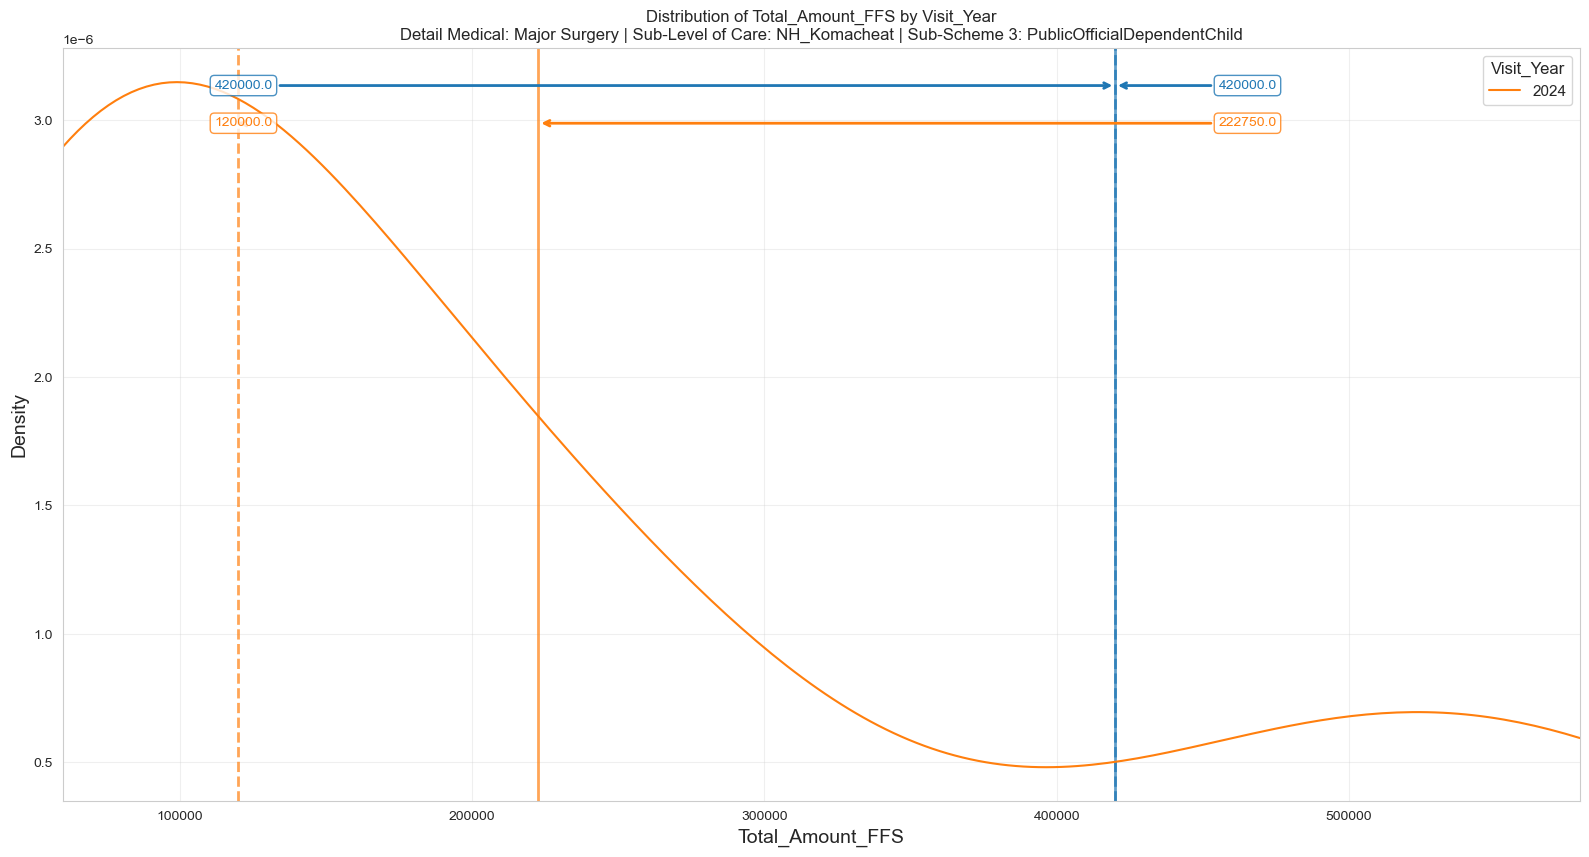 Distribution of Total_Amount_FFS by Visit_Year
Detail Medical: Major Surgery | Sub-Level of Care: NH_Komacheat | Sub-Scheme 3: PublicOfficialDependentChild
1e−6
Visit_Year
2024
420000.0
420000.0
120000.0
222750.0
3.0
2.5
2.0
1.5
1.0
0.5
Density
100000
200000
300000
400000
500000
Total_Amount_FFS